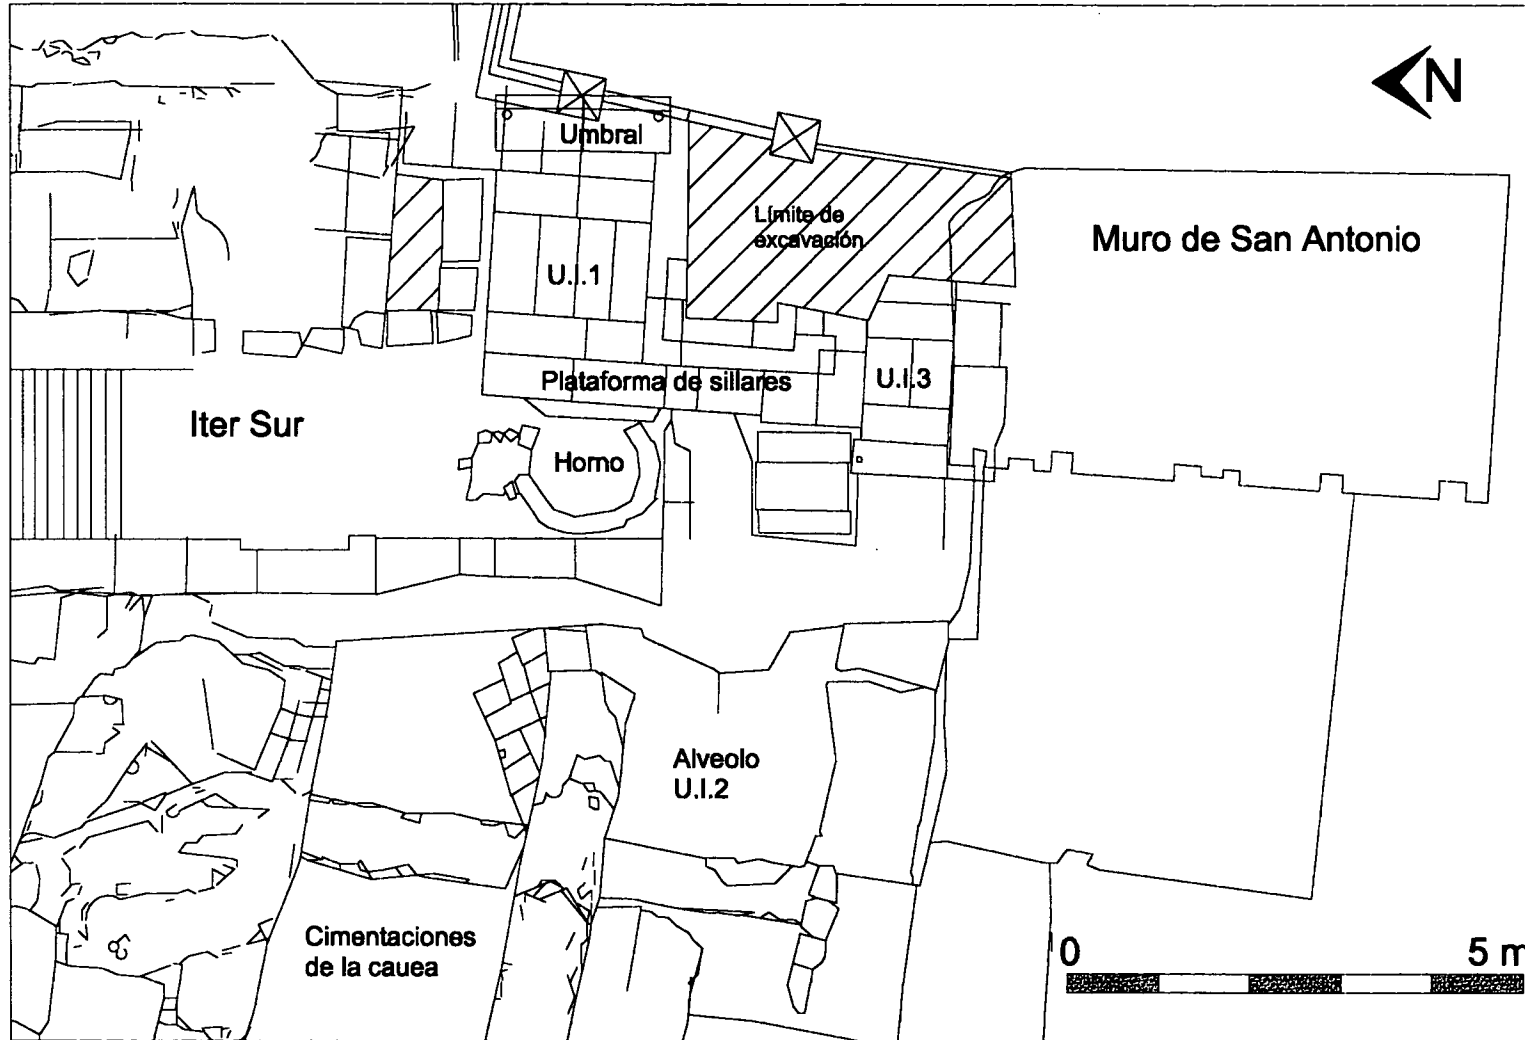 N
Umbral
Límite de
excavación
Muro de San Antonio
U.I.1
Plataforma de sillares
U.I.3
Iter Sur
Horno
Alveolo
U.I.2
Cimentaciones
de la cauea
0 5 m